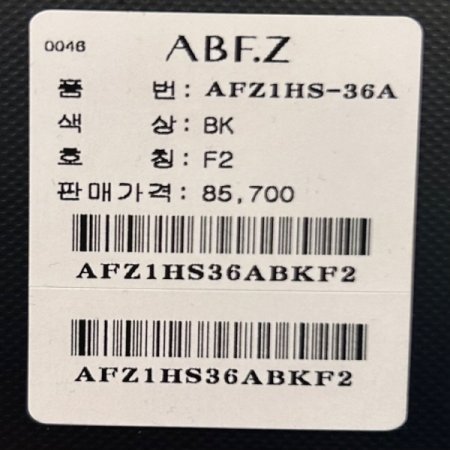 0046
ABF.Z
품 번: AFZ1HS-36A
색 상: BK
호 칭: F2
판매가격: 85,700
AFZ1HS36ABKF2
AFZ1HS36ABKF2